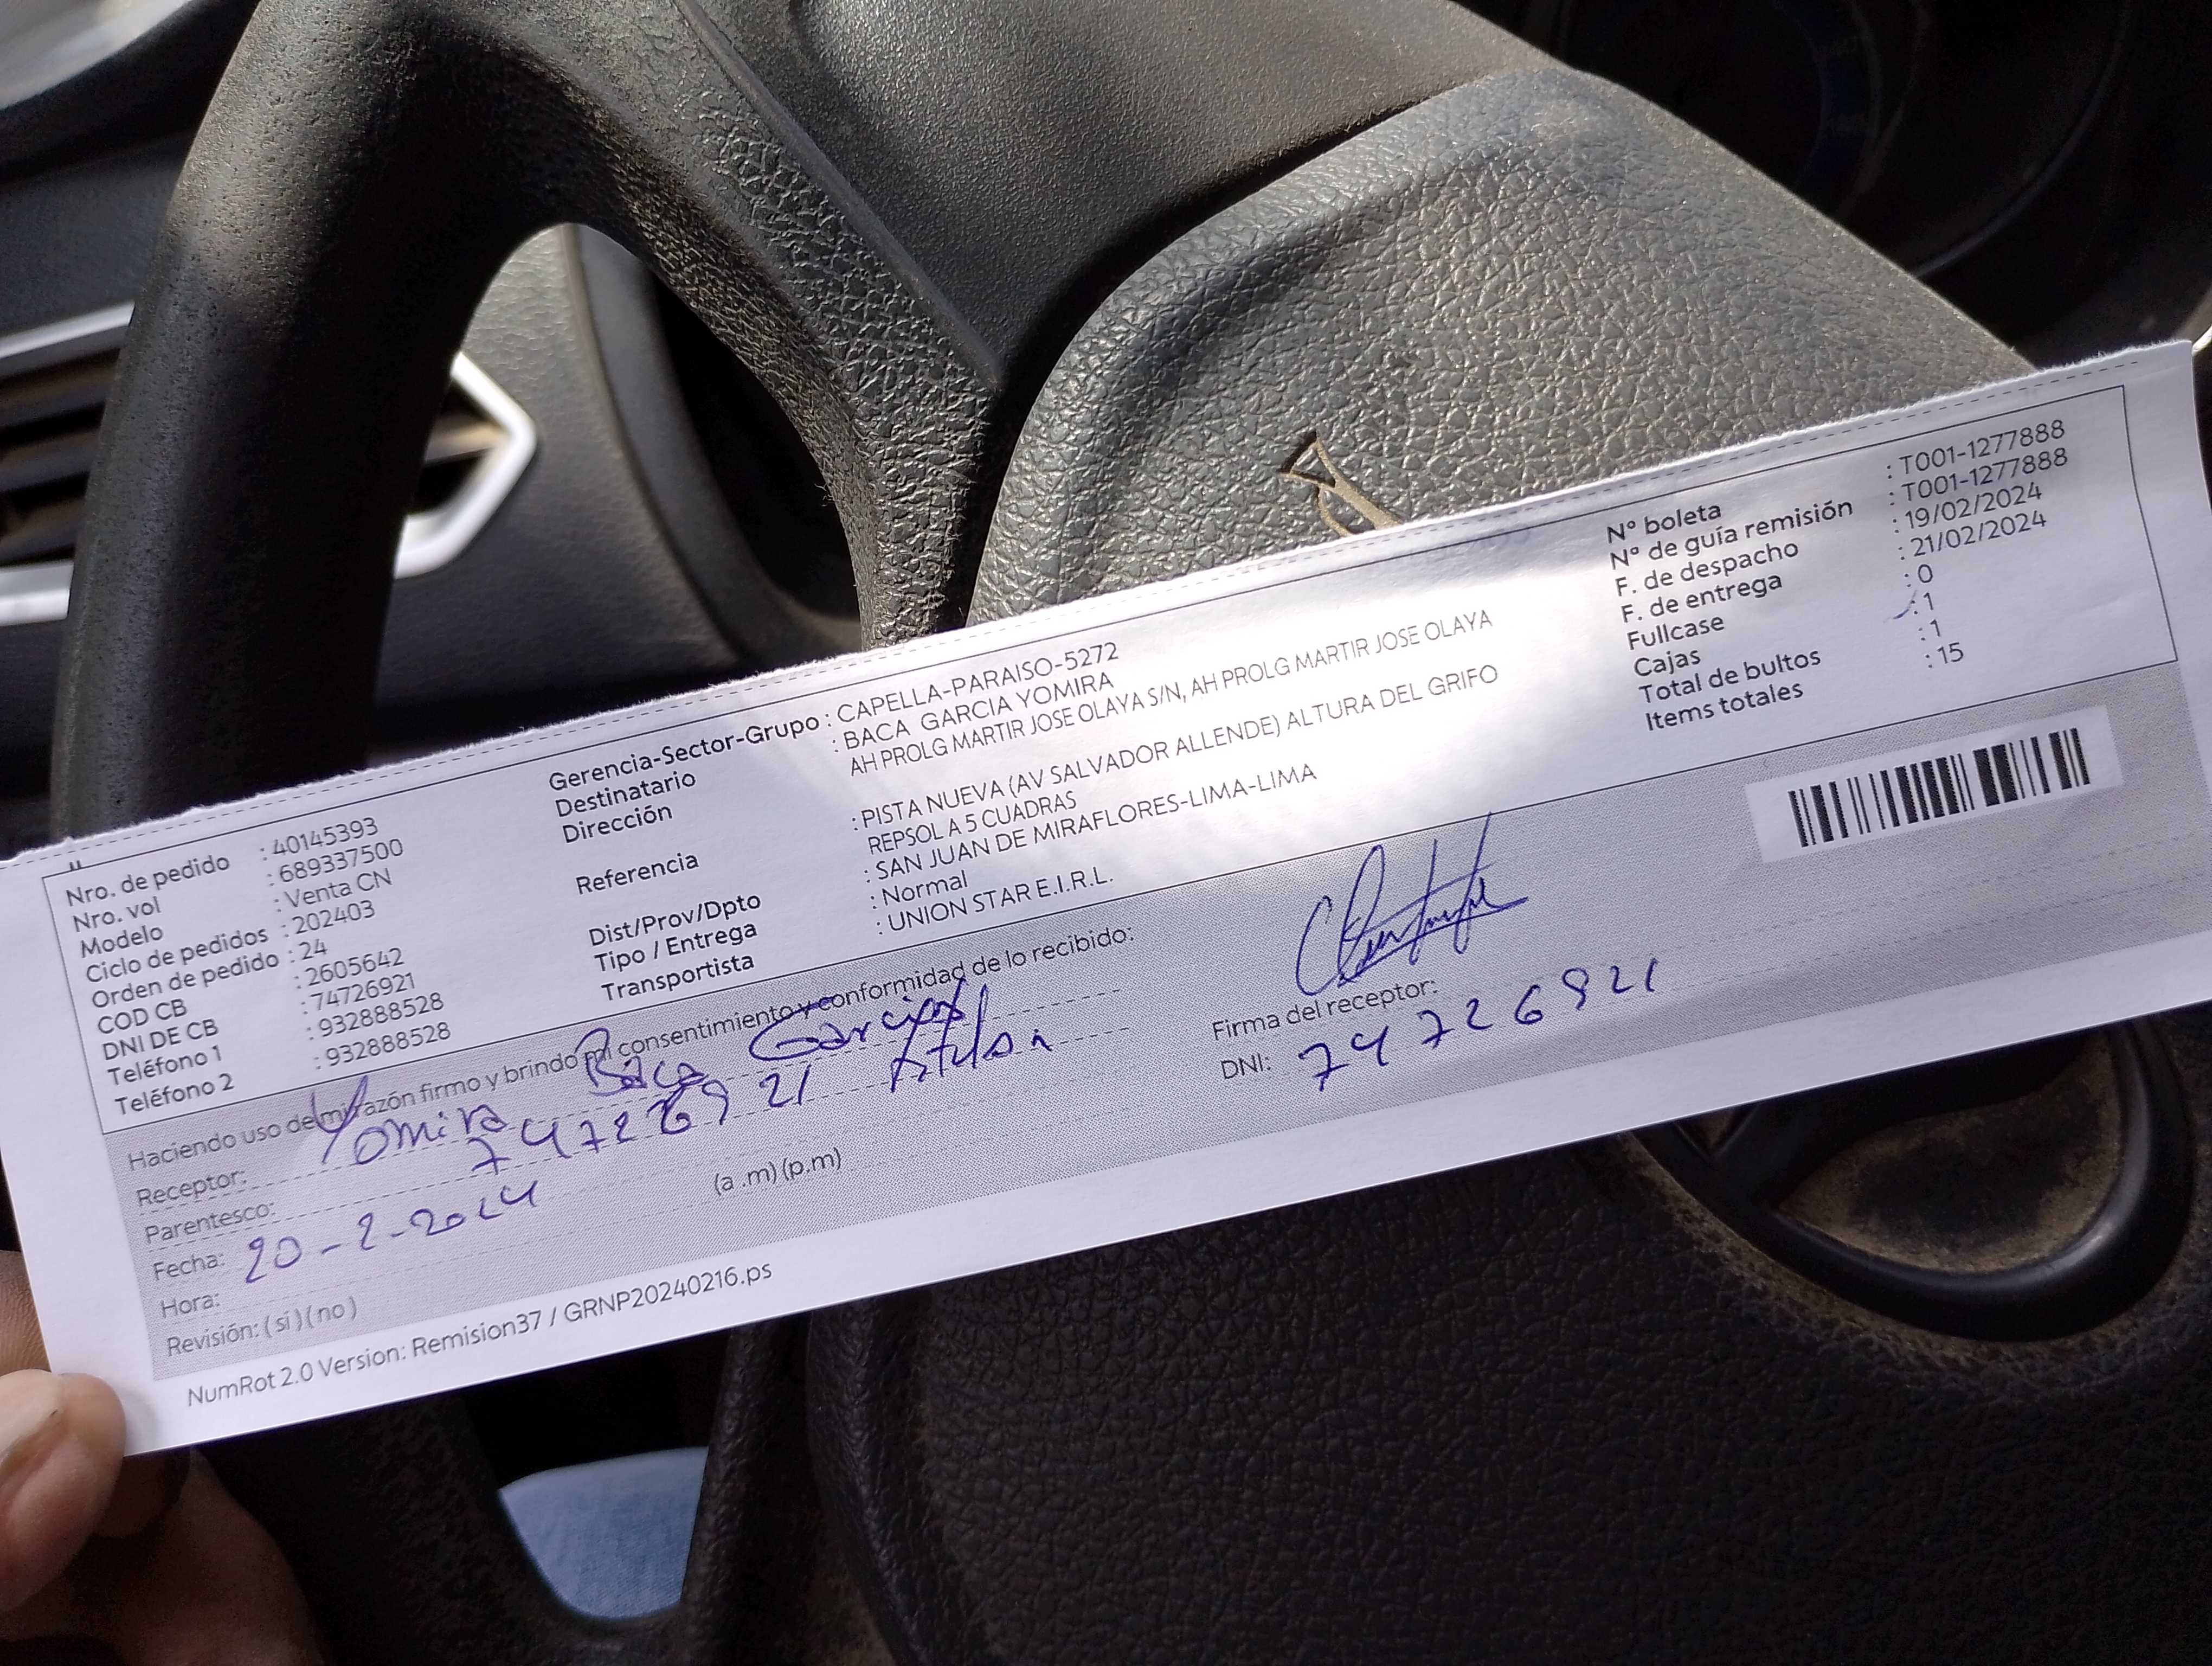 Nro. de pedido : 40145393
Nro. vol : 689337500
Modelo : Venta CN
Ciclo de pedidos : 202403
Orden de pedido : 24
COD CB : 2605642
DNI DE CB : 74726921
Teléfono 1 : 932888528
Teléfono 2 : 932888528
Gerencia-Sector-Grupo : CAPELLA-PARAISO-5272
Destinatario : BACA GARCIA YOMIRA
Dirección AH PROLG MARTIR JOSE OLAYA S/N, AH PROLG MARTIR JOSE OLAYA
Referencia : PISTA NUEVA (AV SALVADOR ALLENDE) ALTURA DEL GRIFO
REPSOL A 5 CUADRAS
Dist/Prov/Dpto : SAN JUAN DE MIRAFLORES-LIMA-LIMA
Tipo / Entrega : Normal
Transportista : UNION STAR E.I.R.L.
N° boleta : T001-1277888
N° de guía remisión : T001-1277888
F. de despacho : 19/02/2024
F. de entrega : 21/02/2024
Fullcase : 0
Cajas : 1
Total de bultos : 1
Items totales : 15
Haciendo uso de mi razón firmo y brindo mi consentimiento y conformidad de lo recibido:
Receptor: Yomira Baca Garcia
Parentesco: 74726921
Fecha: 20-2-2024
Hora: (a .m) (p.m)
Revisión: ( si ) ( no )
Firma del receptor:
DNI: 74726921
NumRot 2.0 Version: Remision37 / GRNP20240216.ps